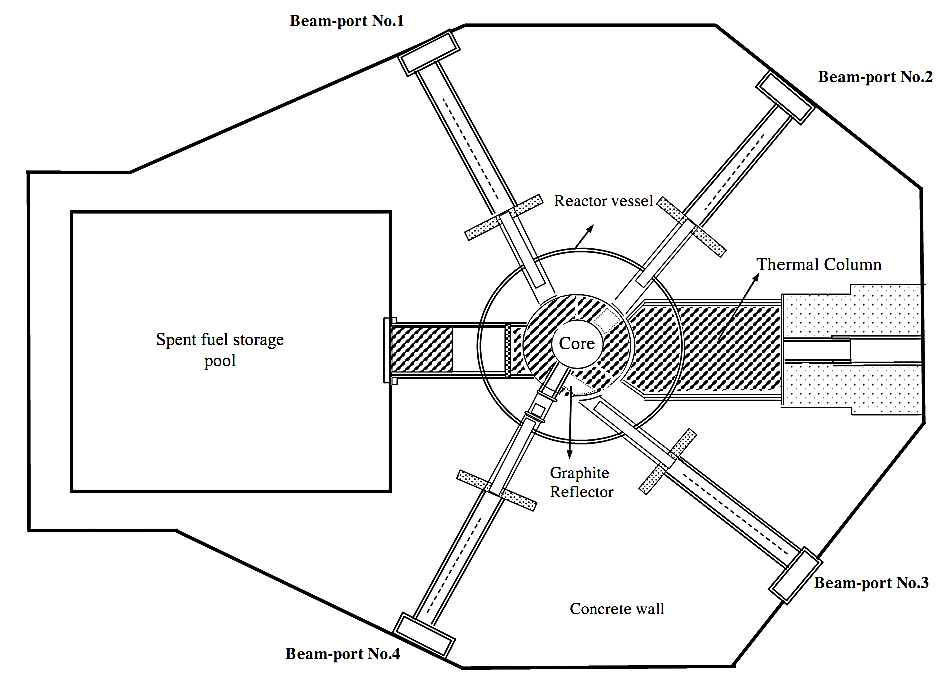 Beam-port No.1
Beam-port No.2
Reactor vessel
Thermal Column
Spent fuel storage
pool
Core
Graphite
Reflector
Beam-port No.3
Concrete wall
Beam-port No.4